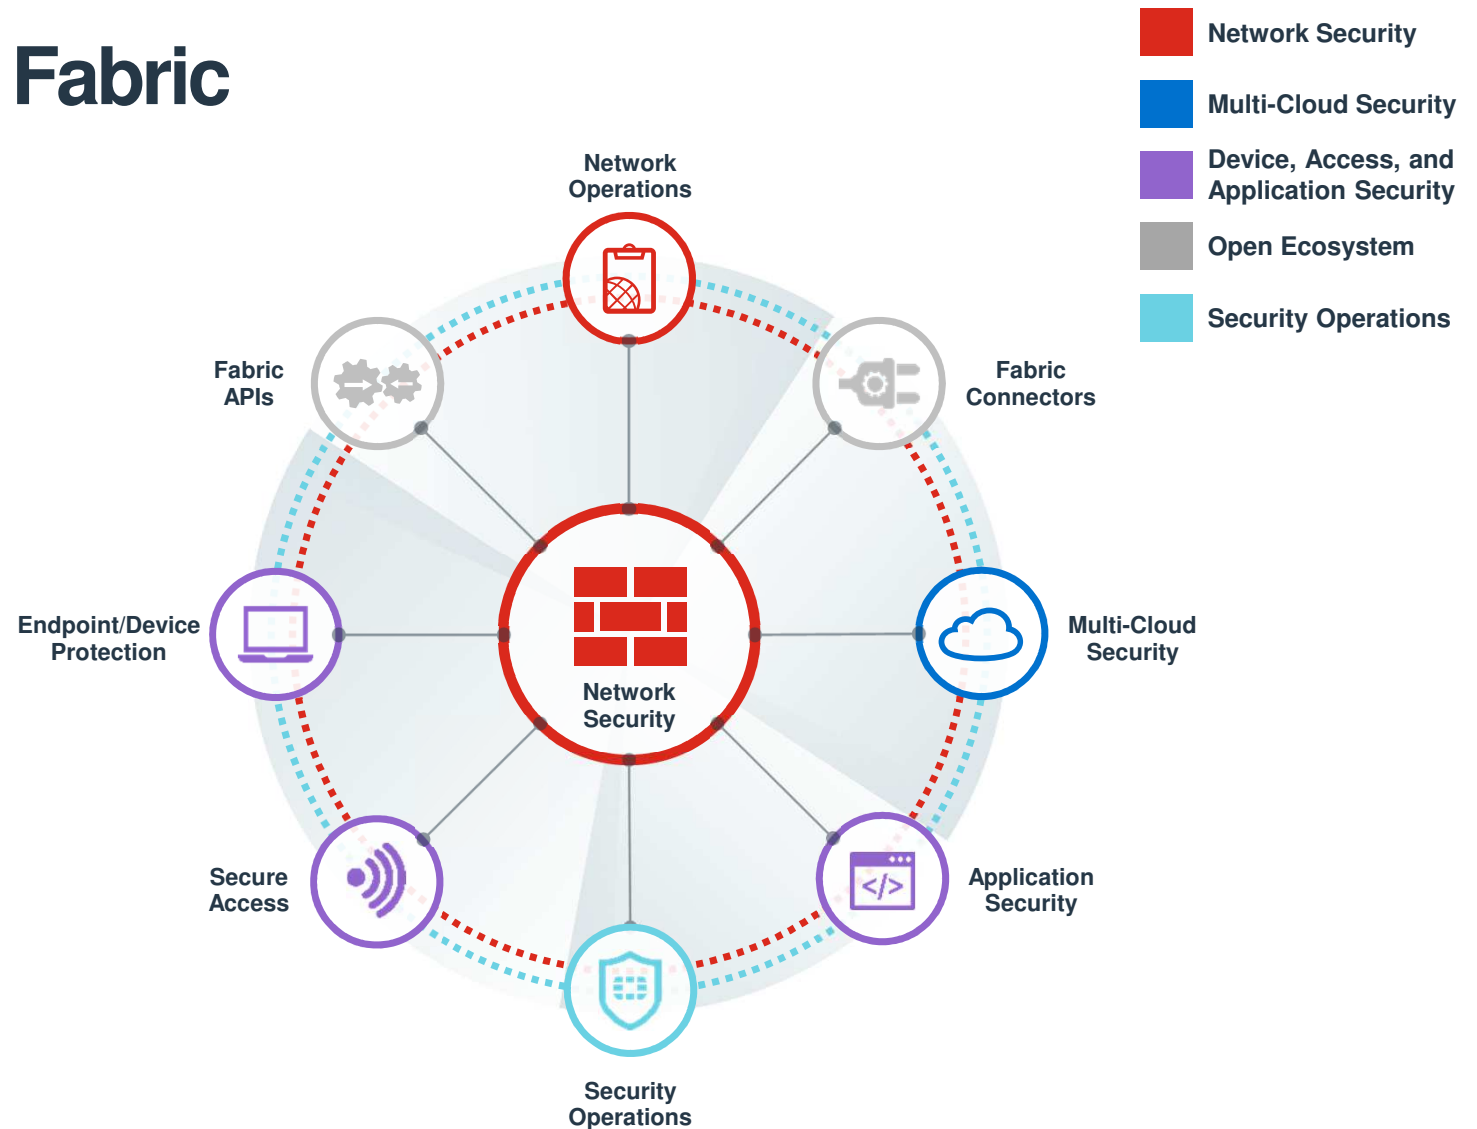 Fabric
Network Security
Multi-Cloud Security
Device, Access, and
Application Security
Open Ecosystem
Security Operations
Network
Operations
Fabric
APIs
Fabric
Connectors
Endpoint/Device
Protection
Network
Security
Multi-Cloud
Security
Secure
Access
</>
Application
Security
Security
Operations